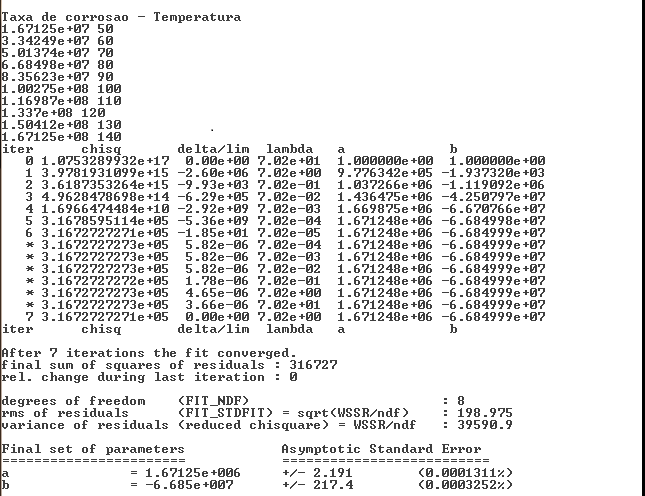 Taxa de corrosao - Temperatura
1.67125e+07 50
3.34249e+07 60
5.01374e+07 70
6.68498e+07 80
8.35623e+07 90
1.00275e+08 100
1.16987e+08 110
1.337e+08 120
1.50412e+08 130
1.67125e+08 140
iter chisq delta/lim lambda a b
0 1.0753289932e+17 0.00e+00 7.02e+01 1.000000e+00 1.000000e+00
1 3.9781931099e+15 -2.60e+06 7.02e+00 9.776342e+05 -1.937320e+03
2 3.6187353264e+15 -9.93e+03 7.02e-01 1.037266e+06 -1.119092e+06
3 4.9628478698e+14 -6.29e+05 7.02e-02 1.436475e+06 -4.250797e+07
4 1.6966474484e+10 -2.92e+09 7.02e-03 1.669875e+06 -6.670766e+07
5 3.1678595114e+05 -5.36e+09 7.02e-04 1.671248e+06 -6.684998e+07
6 3.1672727271e+05 -1.85e+01 7.02e-05 1.671248e+06 -6.684999e+07
* 3.1672727273e+05 5.82e-06 7.02e-04 1.671248e+06 -6.684999e+07
* 3.1672727273e+05 5.82e-06 7.02e-03 1.671248e+06 -6.684999e+07
* 3.1672727273e+05 5.82e-06 7.02e-02 1.671248e+06 -6.684999e+07
* 3.1672727272e+05 1.78e-06 7.02e-01 1.671248e+06 -6.684999e+07
* 3.1672727273e+05 4.65e-06 7.02e+00 1.671248e+06 -6.684999e+07
* 3.1672727273e+05 3.66e-06 7.02e+01 1.671248e+06 -6.684999e+07
7 3.1672727271e+05 0.00e+00 7.02e+00 1.671248e+06 -6.684999e+07
iter chisq delta/lim lambda a b
After 7 iterations the fit converged.
final sum of squares of residuals : 316727
rel. change during last iteration : 0
degrees of freedom (FIT_NDF) : 8
rms of residuals (FIT_STDFIT) = sqrt(WSSR/ndf) : 198.975
variance of residuals (reduced chisquare) = WSSR/ndf : 39590.9
Final set of parameters Asymptotic Standard Error
======================= ==========================
a = 1.67125e+006 +/- 2.191 (0.0001311%)
b = -6.685e+007 +/- 217.4 (0.0003252%)